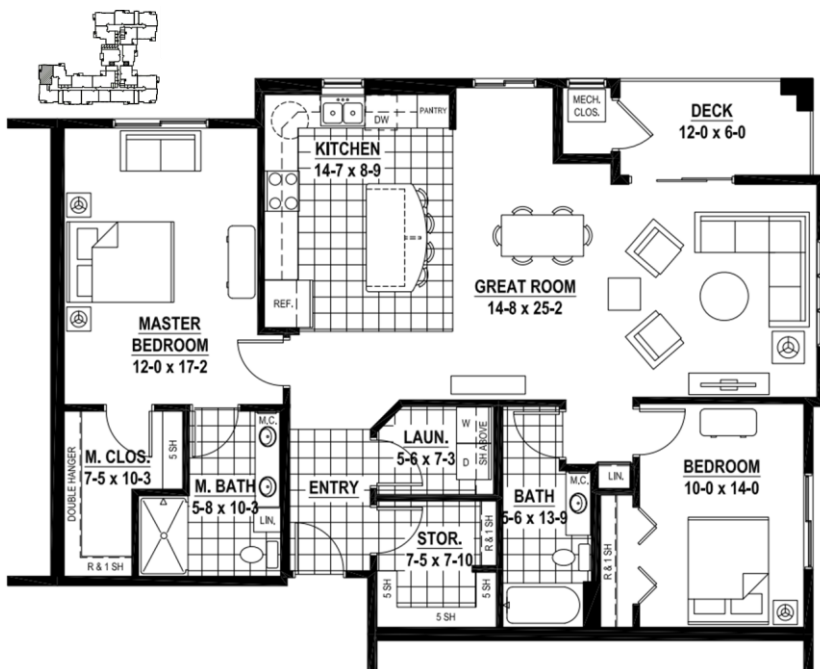 MECH.
CLOS.
DECK
12-0 x 6-0
PANTRY
DW
KITCHEN
14-7 x 8-9
REF.
GREAT ROOM
14-8 x 25-2
MASTER
BEDROOM
12-0 x 17-2
M. CLOS.
7-5 x 10-3
DOUBLE HANGER
5 SH
R & 1 SH
M. BATH
5-8 x 10-3
M.C.
LIN.
ENTRY
LAUN.
5-6 x 7-3
W
D
SH ABOVE
STOR.
7-5 x 7-10
R & 1 SH
5 SH
5 SH
5 SH
BATH
5-6 x 13-9
M.C.
LIN.
R & 1 SH
BEDROOM
10-0 x 14-0